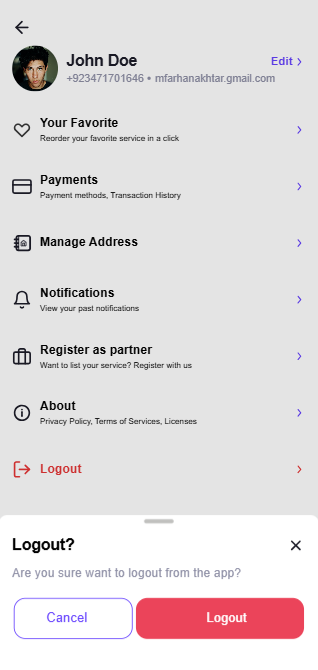 John Doe
Edit
+923471701646 • mfarhanakhtar.gmail.com
Your Favorite
Reorder your favorite service in a click
Payments
Payment methods, Transaction History
Manage Address
Notifications
View your past notifications
Register as partner
Want to list your service? Register with us
About
Privacy Policy, Terms of Services, Licenses
Logout
Logout?
Are you sure want to logout from the app?
Cancel
Logout